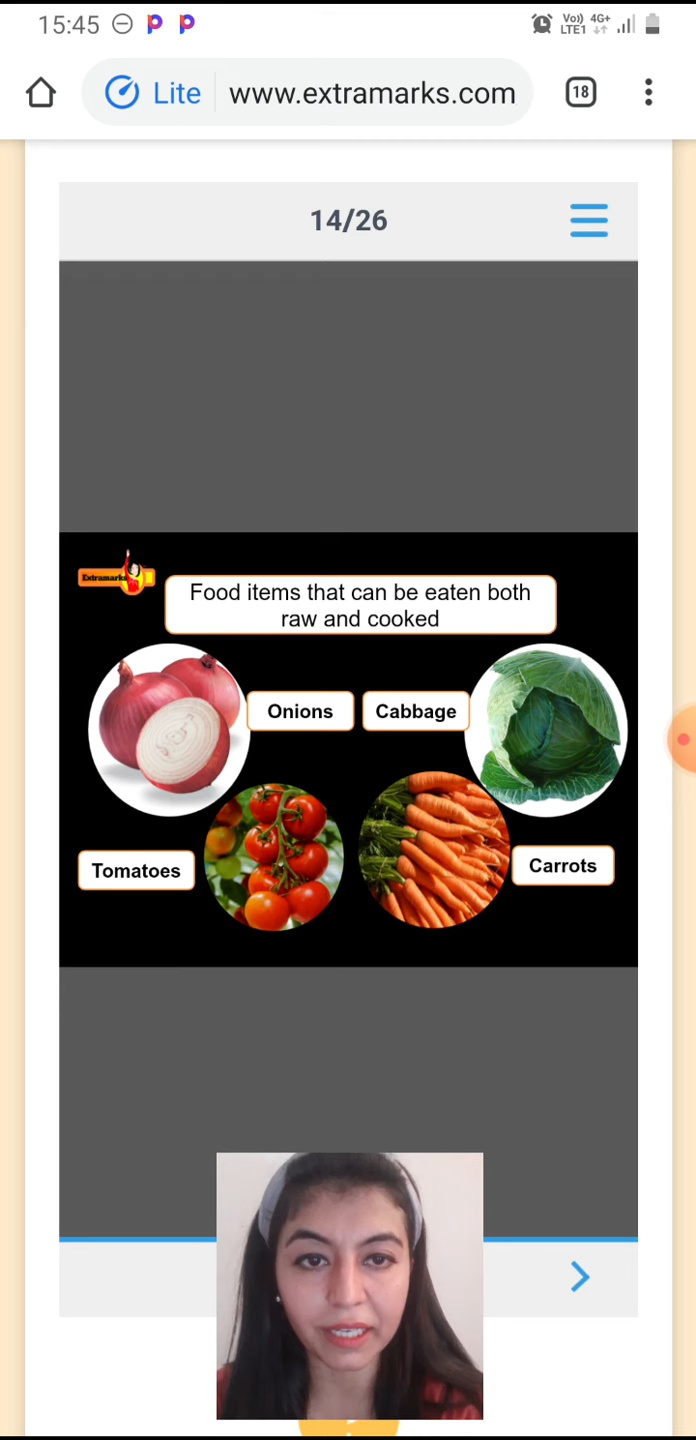 15:45
Vo)) 4G+
LTE1
Lite www.extramarks.com 18
14/26
Extramarks
Food items that can be eaten both
raw and cooked
Onions Cabbage
Tomatoes Carrots